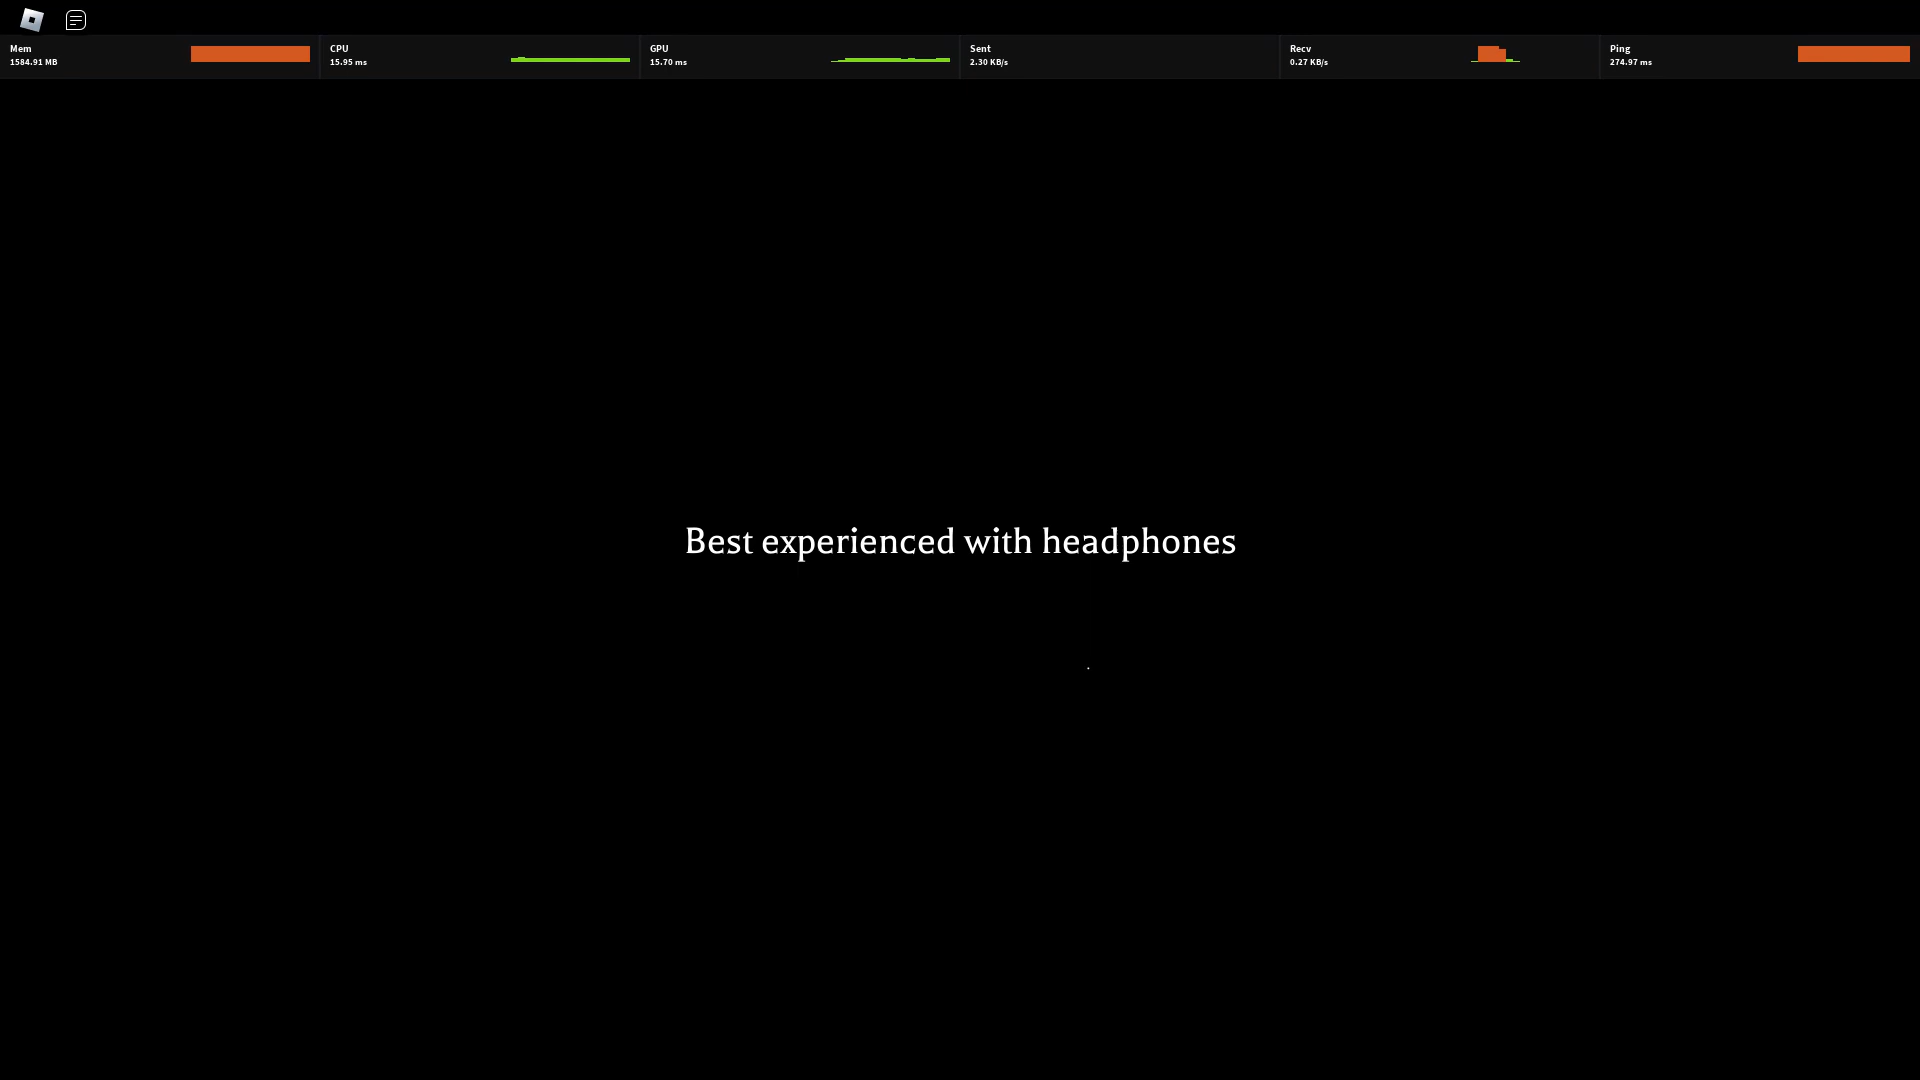 Mem CPU GPU Sent Recv Ping
1584.91 MB 15.95 ms 15.70 ms 2.30 KB/s 0.27 KB/s 274.97 ms
Best experienced with headphones